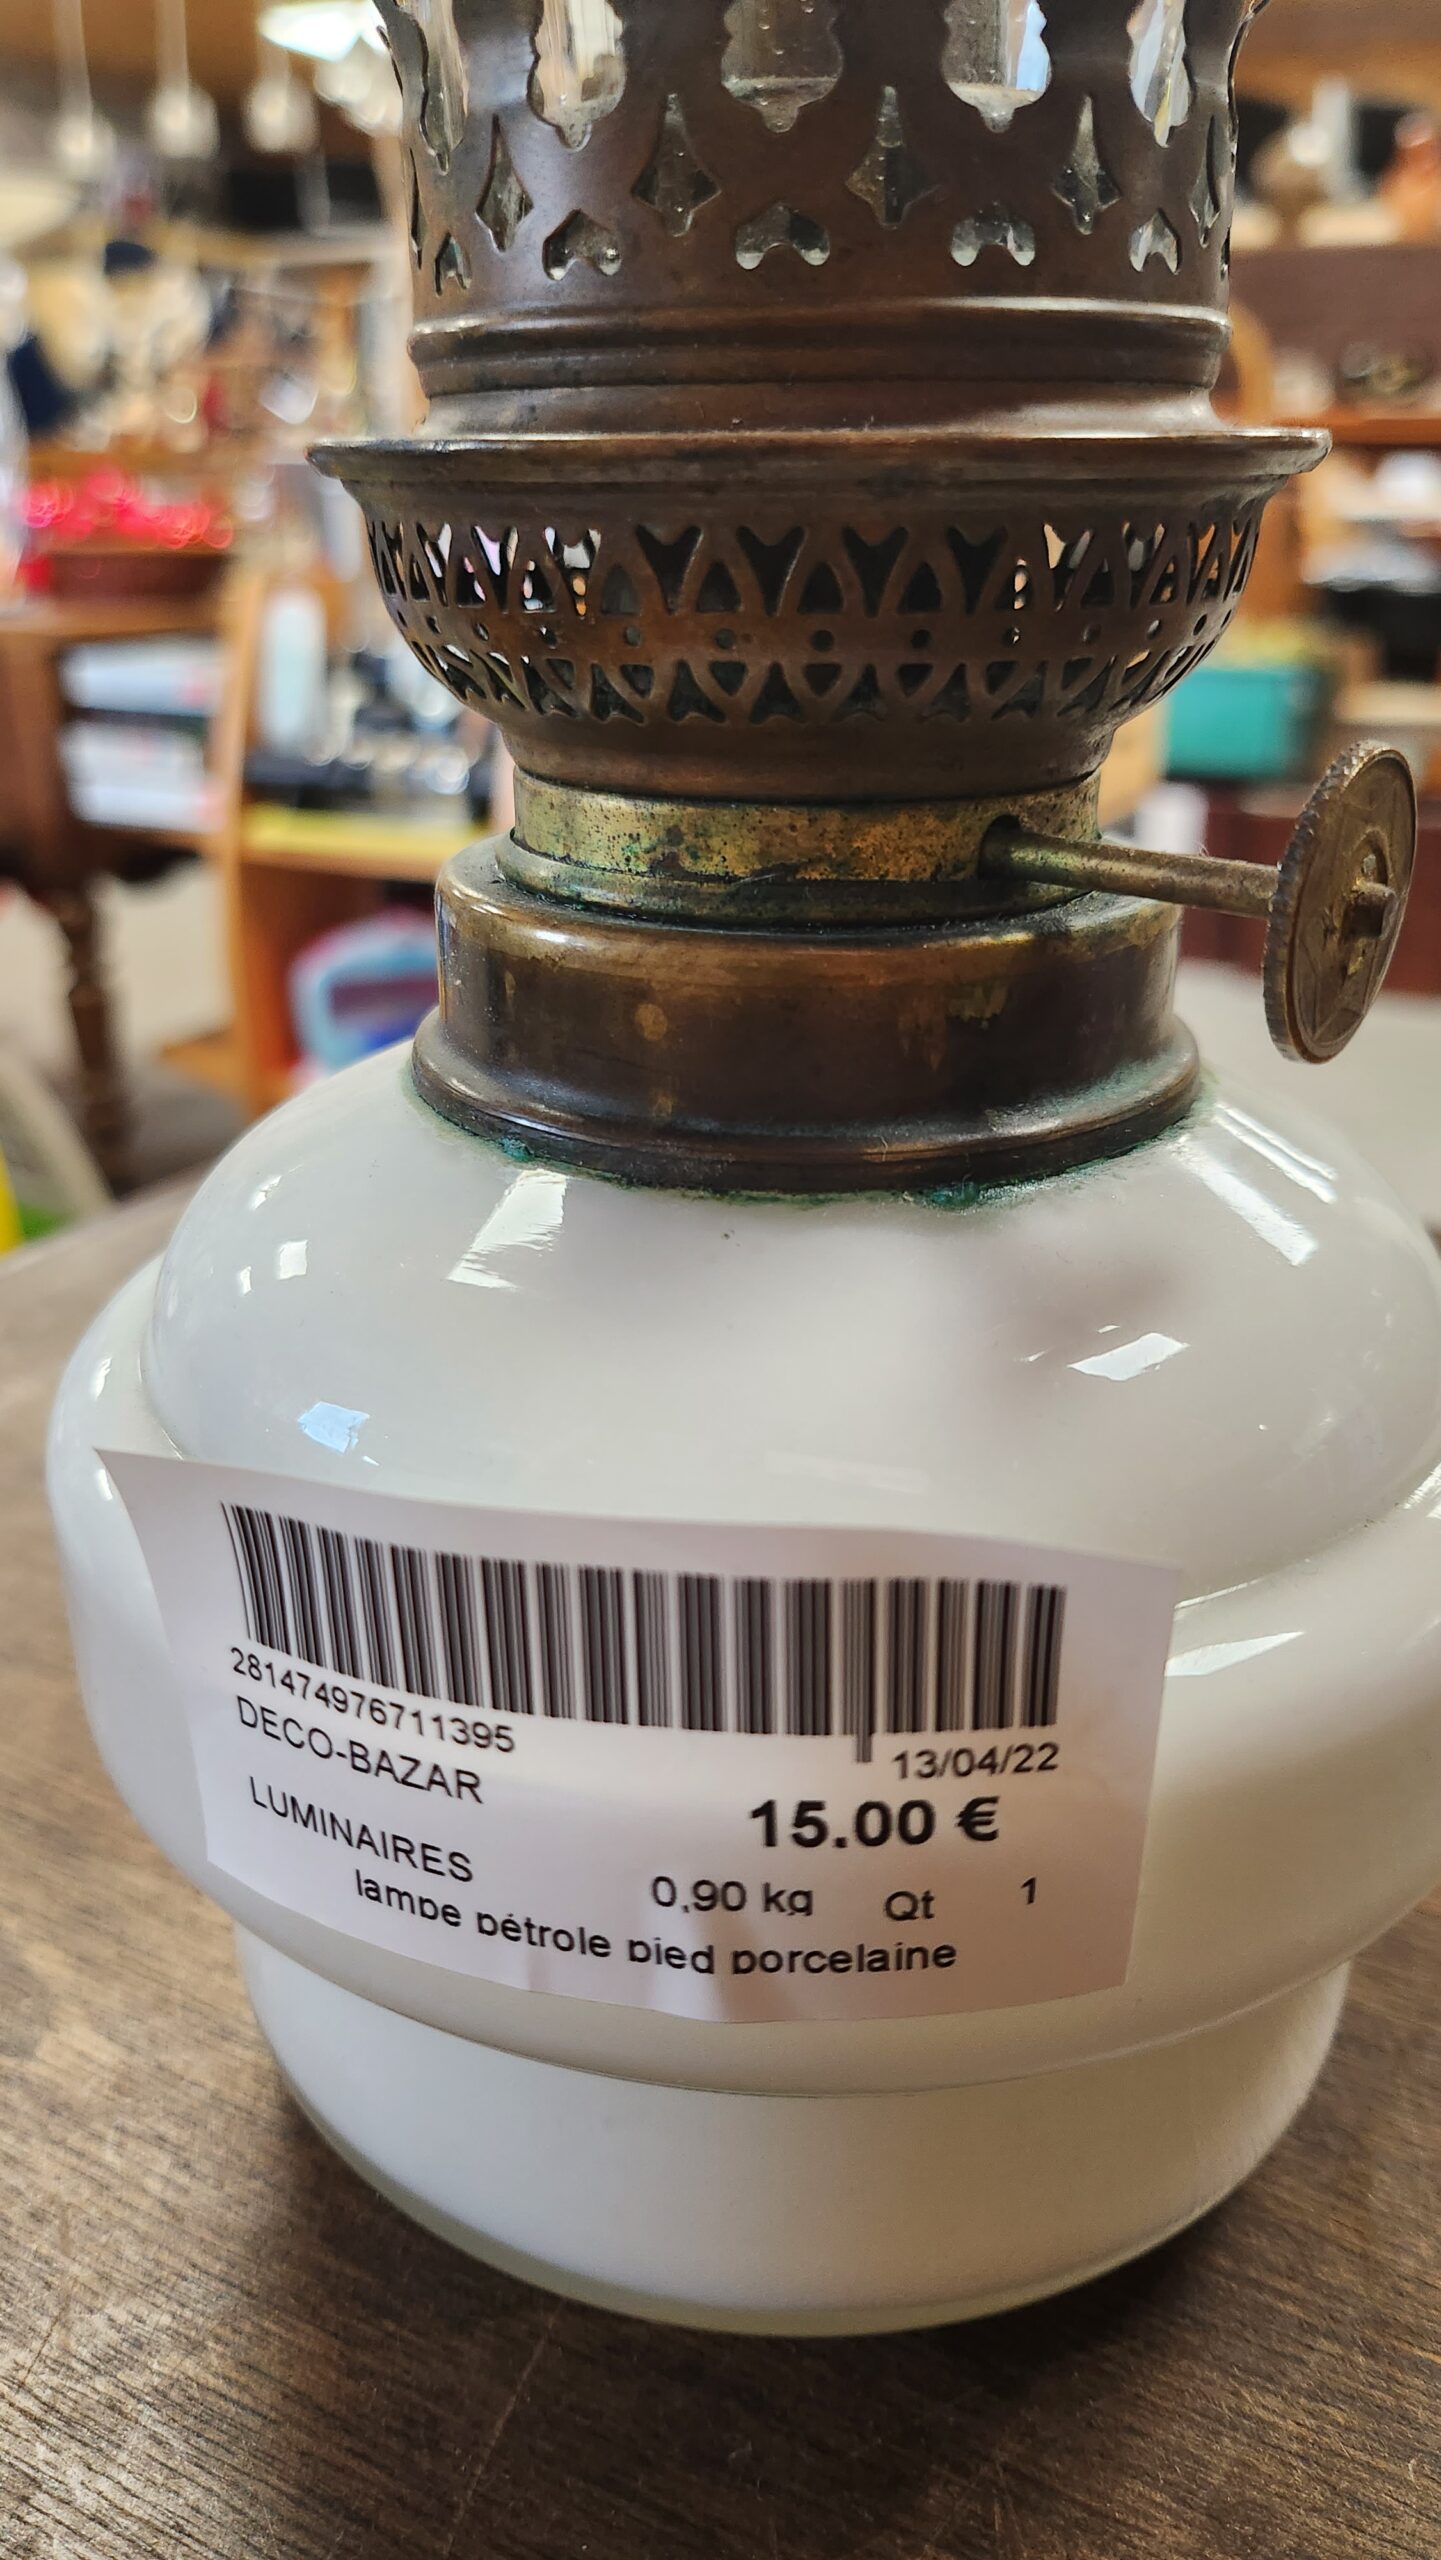 281474976711395
13/04/22
DECO-BAZAR
15.00 €
LUMINAIRES
0,90 kg Qt 1
lampe pétrole pied porcelaine